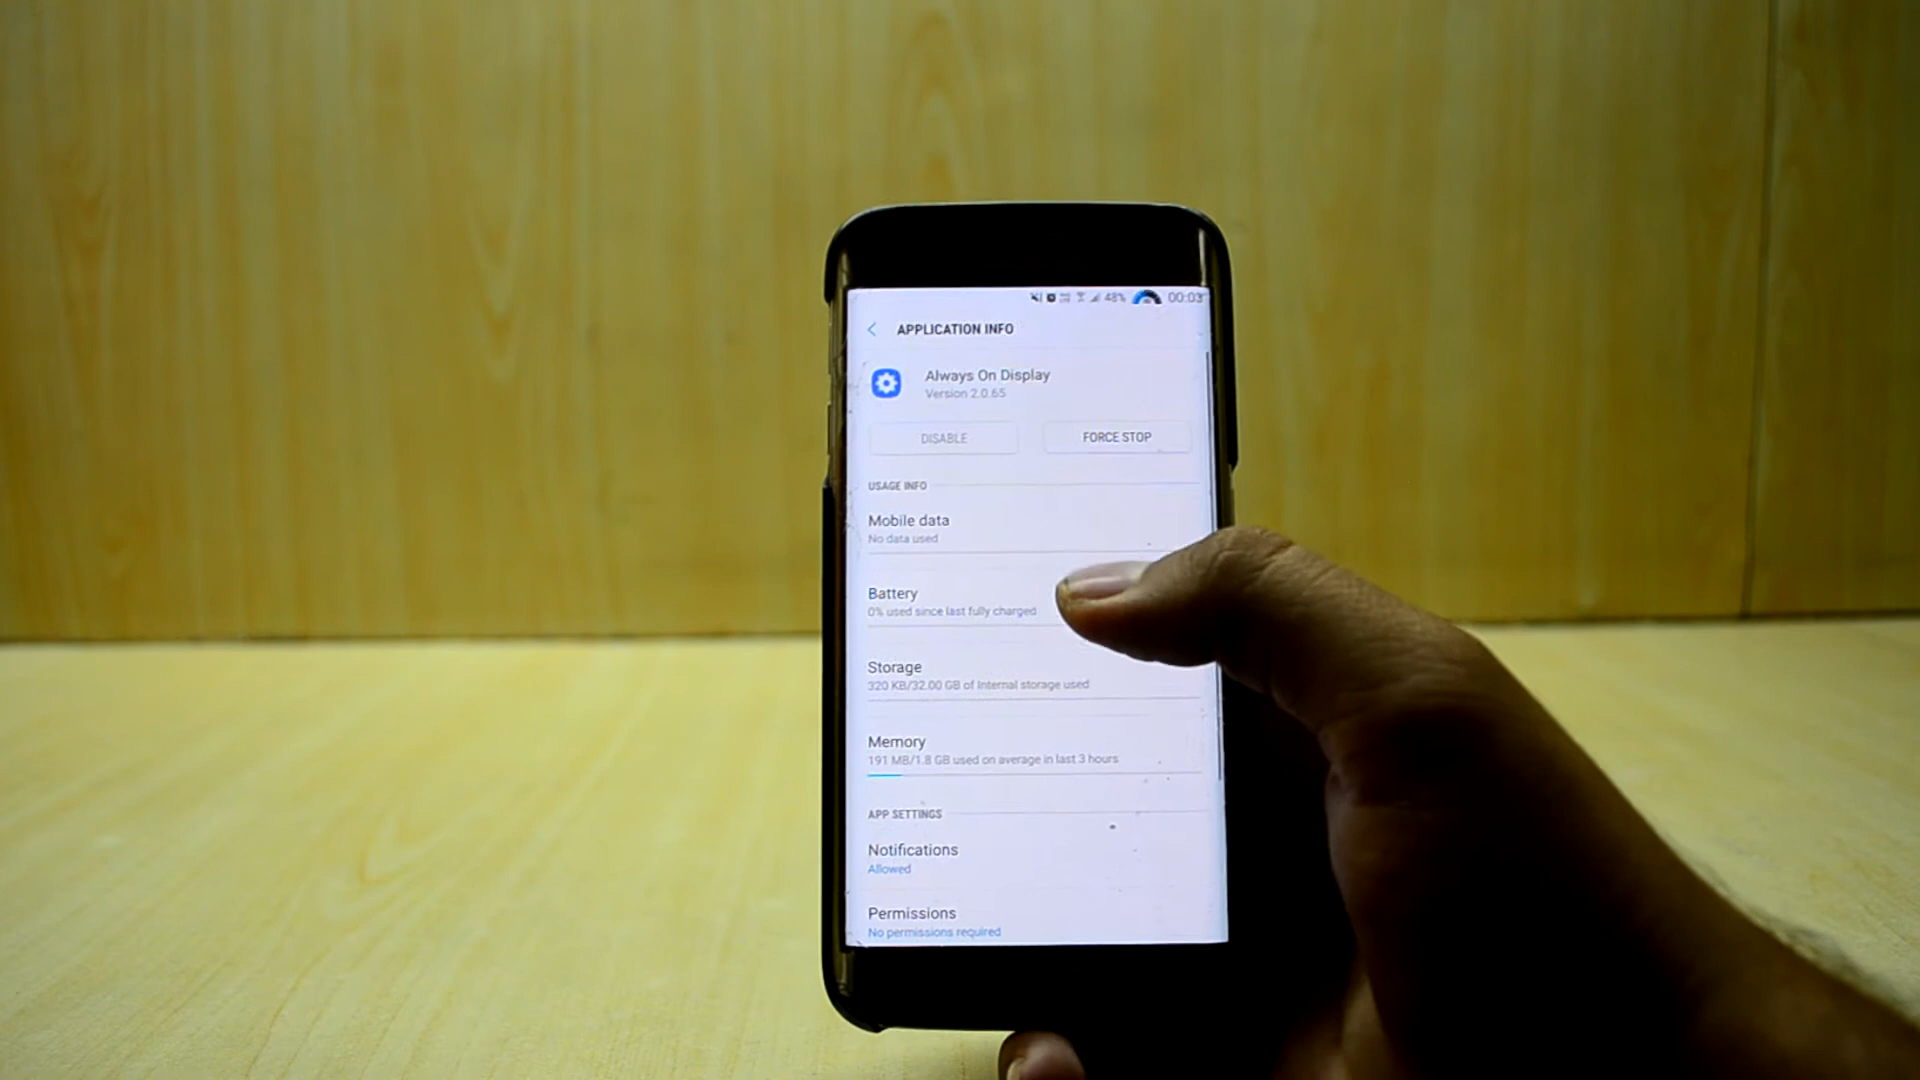 48% 00:03
APPLICATION INFO
Always On Display
Version 2.0.65
DISABLE FORCE STOP
USAGE INFO
Mobile data
No data used
Battery
0% used since last fully charged
Storage
320 KB/32.00 GB of Internal storage used
Memory
191 MB/1.8 GB used on average in last 3 hours
APP SETTINGS
Notifications
Allowed
Permissions
No permissions required